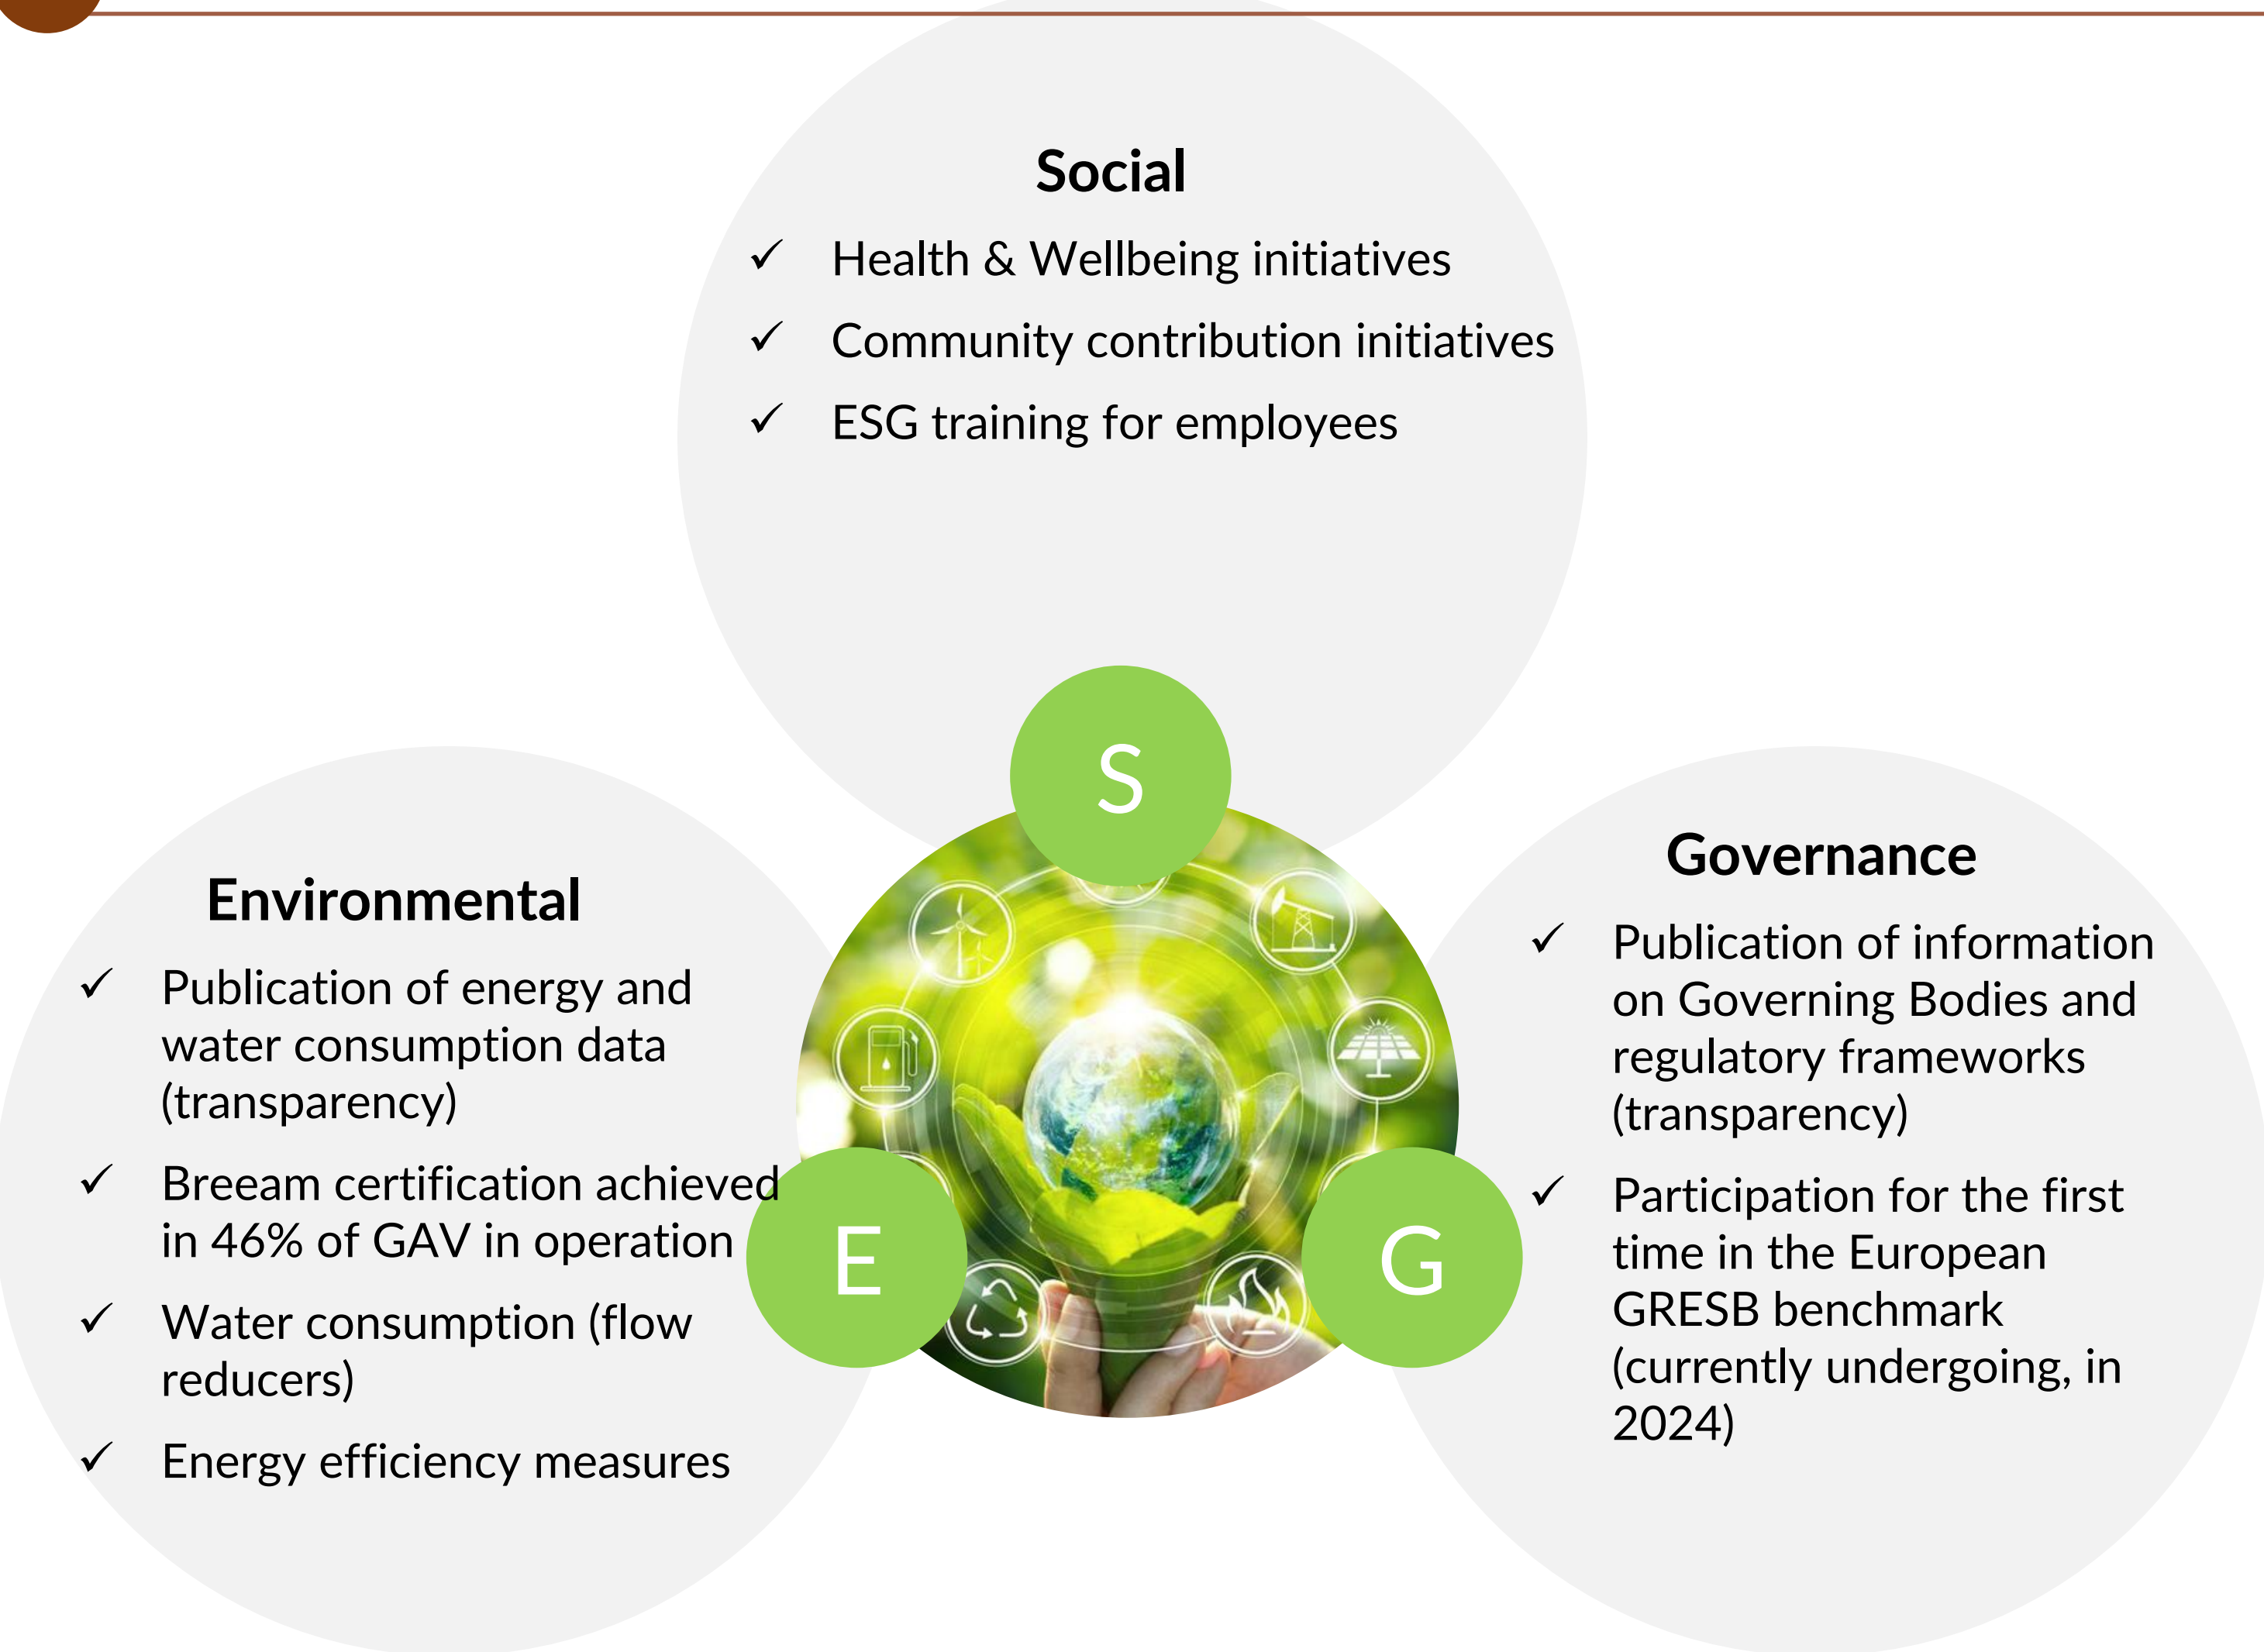 Social
✓ Health & Wellbeing initiatives
✓ Community contribution initiatives
✓ ESG training for employees
S
Environmental
✓ Publication of energy and
water consumption data
(transparency)
✓ Breeam certification achieved
in 46% of GAV in operation
✓ Water consumption (flow
reducers)
✓ Energy efficiency measures
E
G
Governance
✓ Publication of information
on Governing Bodies and
regulatory frameworks
(transparency)
✓ Participation for the first
time in the European
GRESB benchmark
(currently undergoing, in
2024)